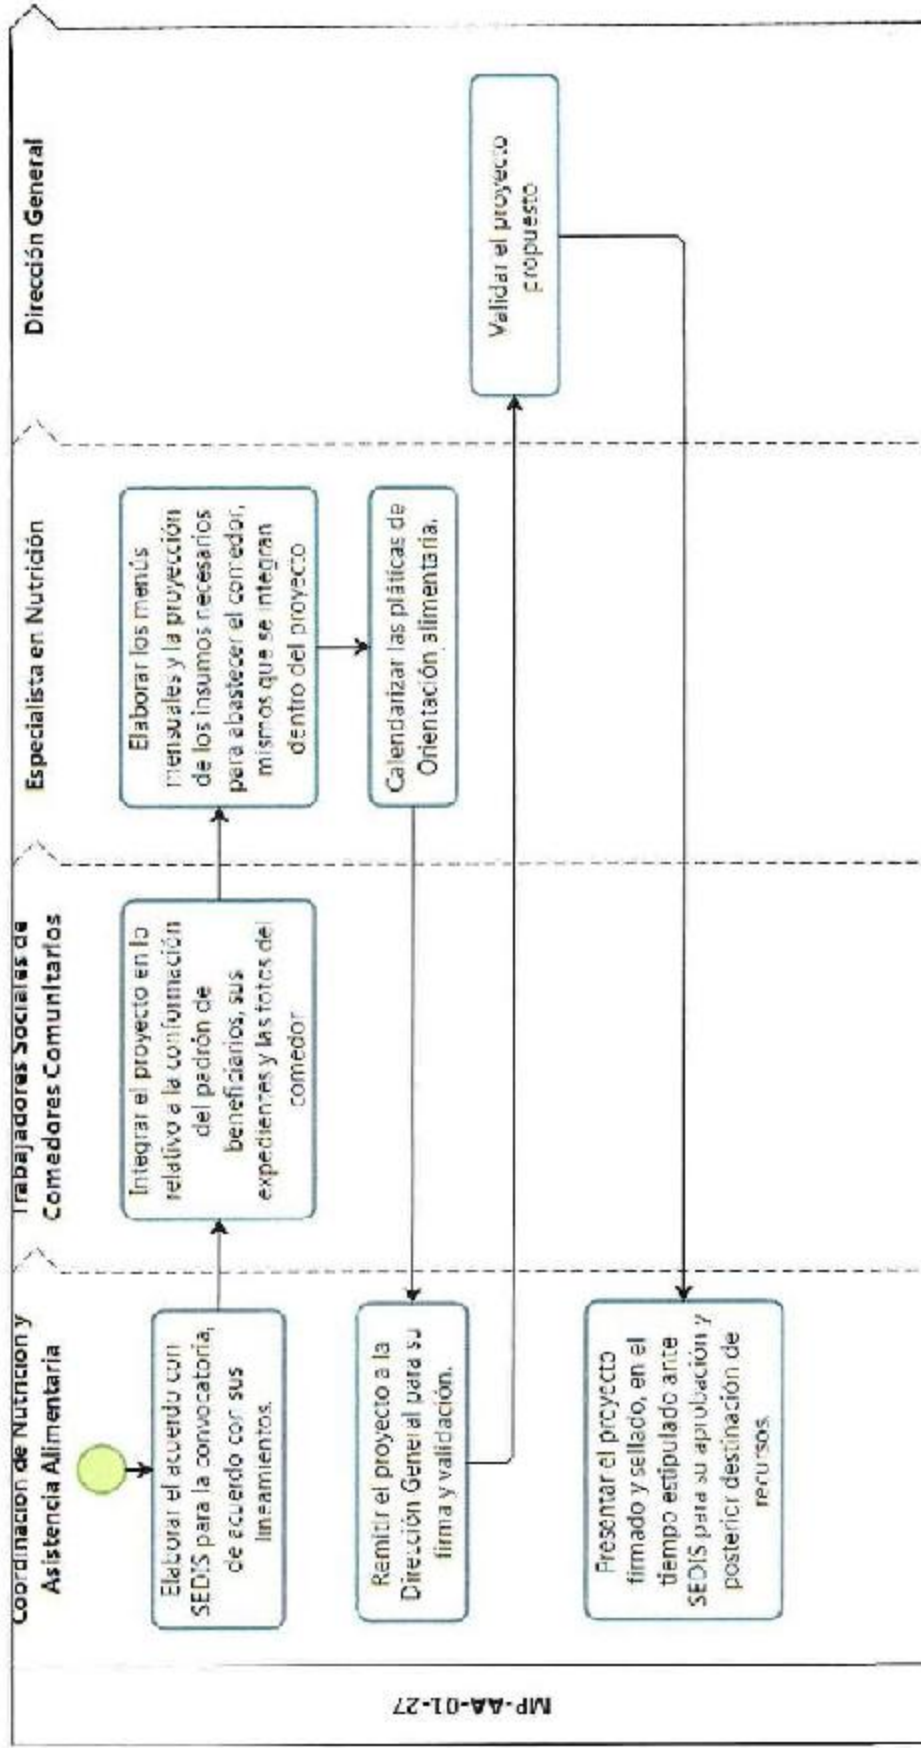 MP-AA-01-27
Coordinacion de Nutricion y
Asistencia Alimentaria
Trabajadores Sociales de
Comedores Comunitarios
Especialista en Nutrición
Dirección General
Elaborar el acuerdo con
SEDIS para la convocatoria,
de acuerdo con sus
lineamentos.
Integrar el proyecto en lo
relativo a la conformación
del padrón de
beneficiarios, sus
expedientes y las fotos del
comedor
Elaborar los menús
mensuales y la proyección
de los insumos necesarios
para abastecer el comedor,
mismos que se integran
dentro del proyecto
Calendarizar las pláticas de
Orientación alimentaria.
Remitir el proyecto a la
Dirección General para su
firma y validación.
Validar el proyecto
propuesto
Presentar el proyecto
firmado y sellado, en el
tiempo estipulado ante
SEDIS para su aprobación y
posterior destinación de
recursos.